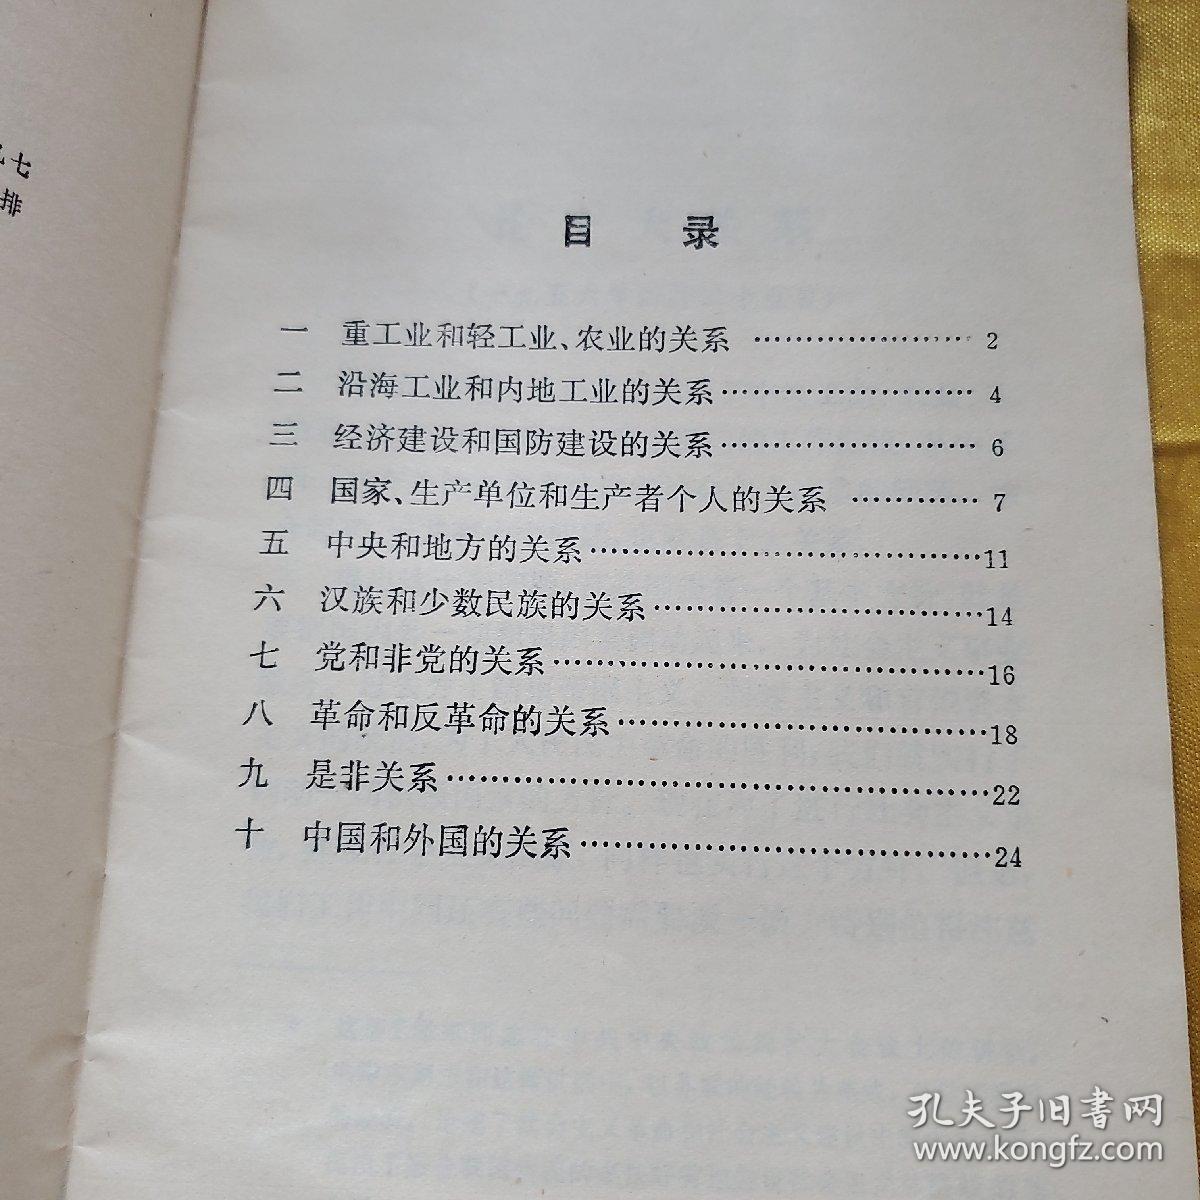 七
排
目 录
一 重工业和轻工业、农业的关系 ………………… 2
二 沿海工业和内地工业的关系………………… 4
三 经济建设和国防建设的关系………………… 6
四 国家、生产单位和生产者个人的关系 ………… 7
五 中央和地方的关系…………………………11
六 汉族和少数民族的关系……………………14
七 党和非党的关系……………………………16
八 革命和反革命的关系………………………18
九 是非关系……………………………………22
十 中国和外国的关系…………………………24
孔夫子旧书网
www.kongfz.com